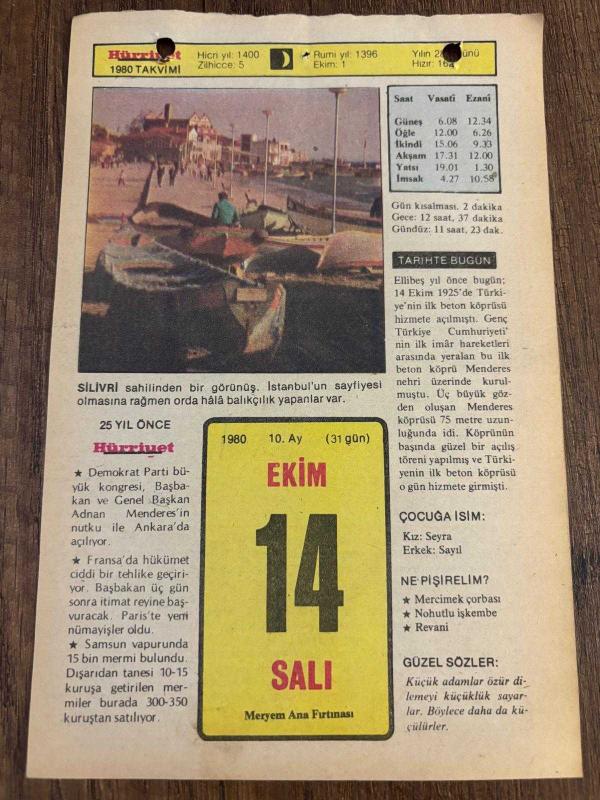 Hürriyet
1980 TAKVİMİ
Hicri yıl: 1400
Zilhicce: 5
Rumi yıl: 1396
Ekim: 1
Yılın
Hızır:
Saat Vasati Ezani
Güneş 6.08 12.34
Öğle 12.00 6.26
İkindi 15.06 9.33
Akşam 17.31 12.00
Yatsı 19.01 1.30
İmsak 4.27 10.58
Gün kısalması. 2 dakika
Gece: 12 saat, 37 dakika
Gündüz: 11 saat, 23 dak.
TARİHTE BUGÜN
Ellibeş yıl önce bugün;
14 Ekim 1925'de Türki-
ye'nin ilk beton köprüsü
hizmete açılmıştı. Genç
Türkiye Cumhuriyeti'
nin ilk imâr hareketleri
arasında yeralan bu ilk
beton köprü Menderes
nehri üzerinde kurul-
muştu. Üç büyük göz-
den oluşan Menderes
köprüsü 75 metre uzun-
luğunda idi. Köprünün
başında güzel bir açılış
töreni yapılmış ve Türki-
yenin ilk beton köprüsü
o gün hizmete girmişti.
SİLİVRİ sahilinden bir görünüş. İstanbul'un sayfiyesi
olmasına rağmen orda hâlâ balıkçılık yapanlar var.
25 YIL ÖNCE
Hürriyet
★ Demokrat Parti bü-
yük kongresi, Başba-
kan ve Genel Başkan
Adnan Menderes'in
nutku ile Ankara'da
açılıyor.
★ Fransa'da hükümet
ciddi bir tehlike geçiri-
yor. Başbakan üç gün
sonra itimat reyine baş-
vuracak. Paris'te yeni
nümayişler oldu.
★ Samsun vapurunda
15 bin mermi bulundu.
Dışarıdan tanesi 10-15
kuruşa getirilen mer-
miler burada 300-350
kuruştan satılıyor.
1980 10. Ay (31 gün)
EKİM
14
SALI
Meryem Ana Fırtınası
ÇOCUĞA İSİM:
Kız: Seyra
Erkek: Sayıl
NE PİŞİRELİM?
★ Mercimek çorbası
★ Nohutlu işkembe
★ Revani
GÜZEL SÖZLER:
Küçük adamlar özür di-
lemeyi küçüklük sayar-
lar. Böylece daha da kü-
çülürler.